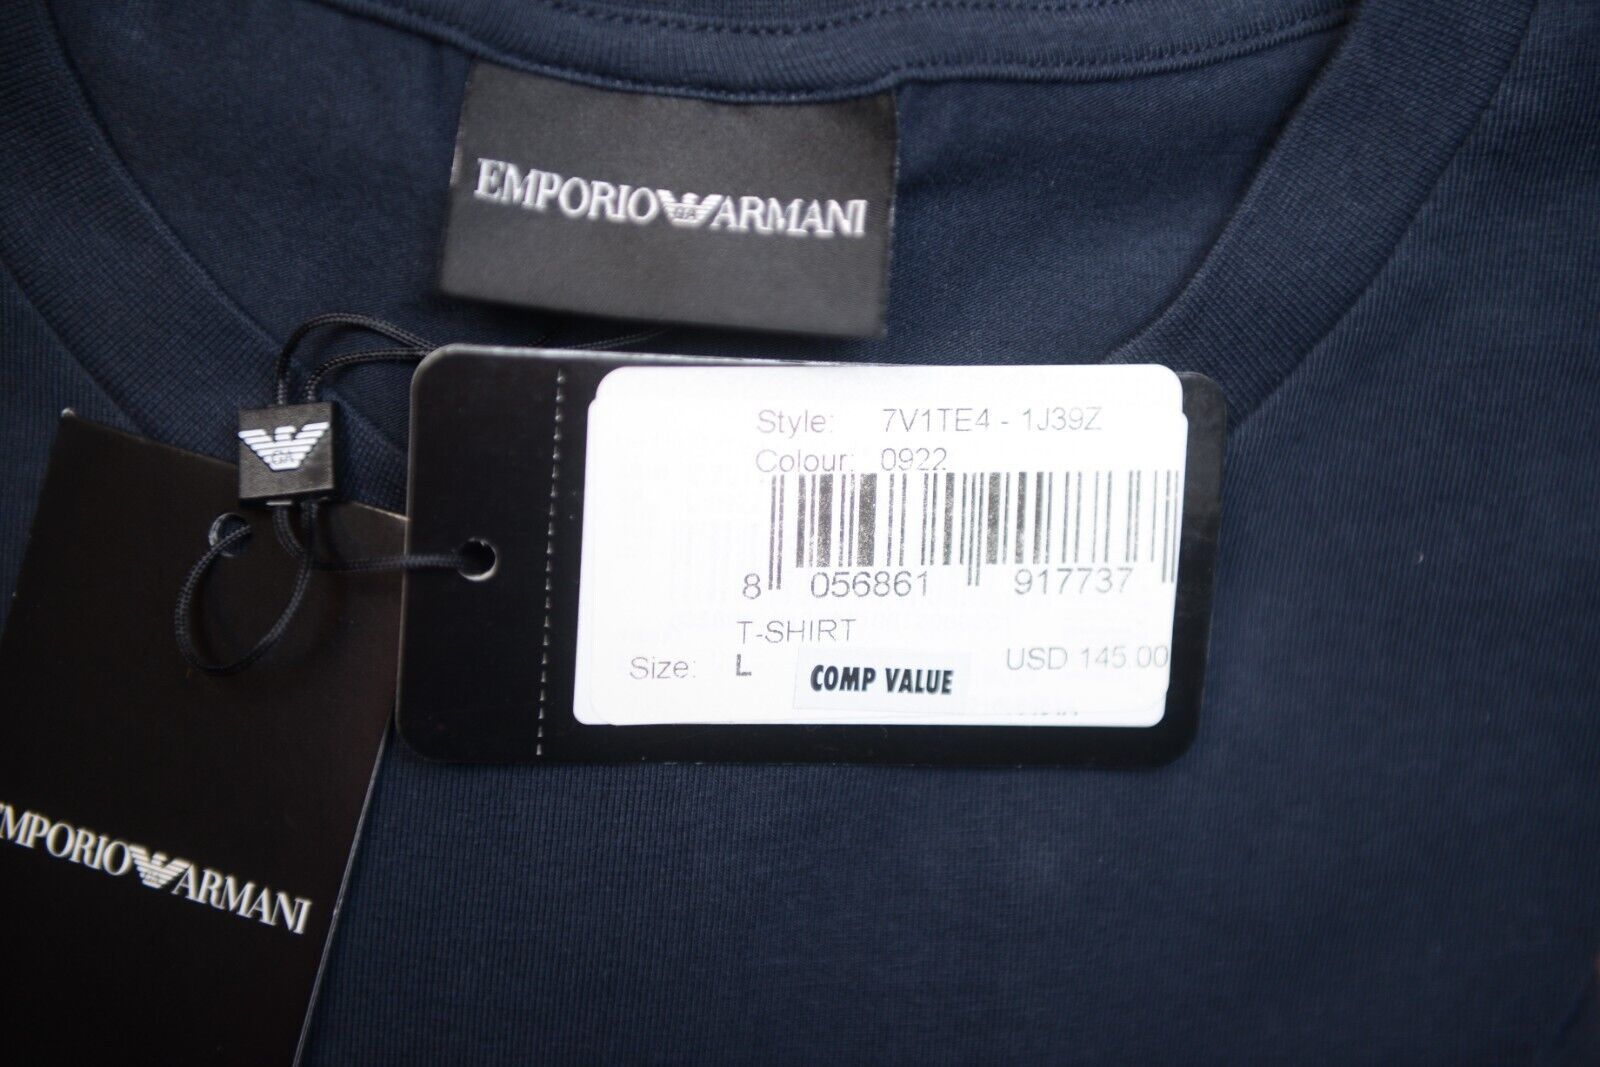 EMPORIO GA ARMANI
Style: 7V1TE4 - 1J39Z
Colour: 0922
8 056861 917737
T-SHIRT
Size: L COMP VALUE USD 145.00
GA
EMPORIO ARMANI